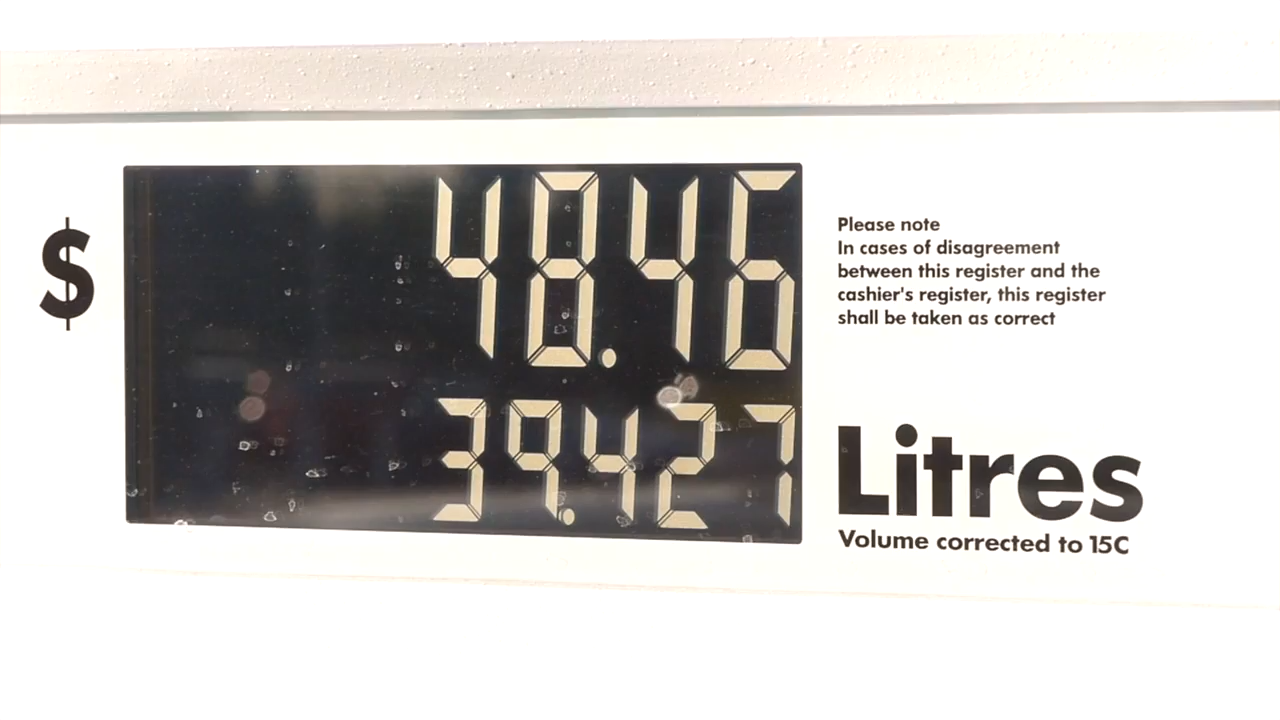 $ 48.46
Please note
In cases of disagreement
between this register and the
cashier's register, this register
shall be taken as correct
39.427 Litres
Volume corrected to 15C